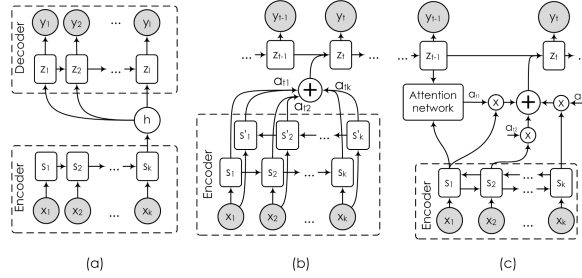 Decoder
y1 y2 ... yl
z1 z2 ... zl
h
Encoder
s1 s2 ... sk
x1 x2 ... xk
(a)
yt-1 yt
... zt-1 zt ...
at1 at2 atk
Encoder
s'1 s'2 ... s'k
s1 s2 ... sk
x1 x2 ... xk
(b)
yt-1 yt
... zt-1 zt
Attention
network
at1 x + x a
at2 x
Encoder
s1 s2 ... sk
x1 x2 ... xk
(c)